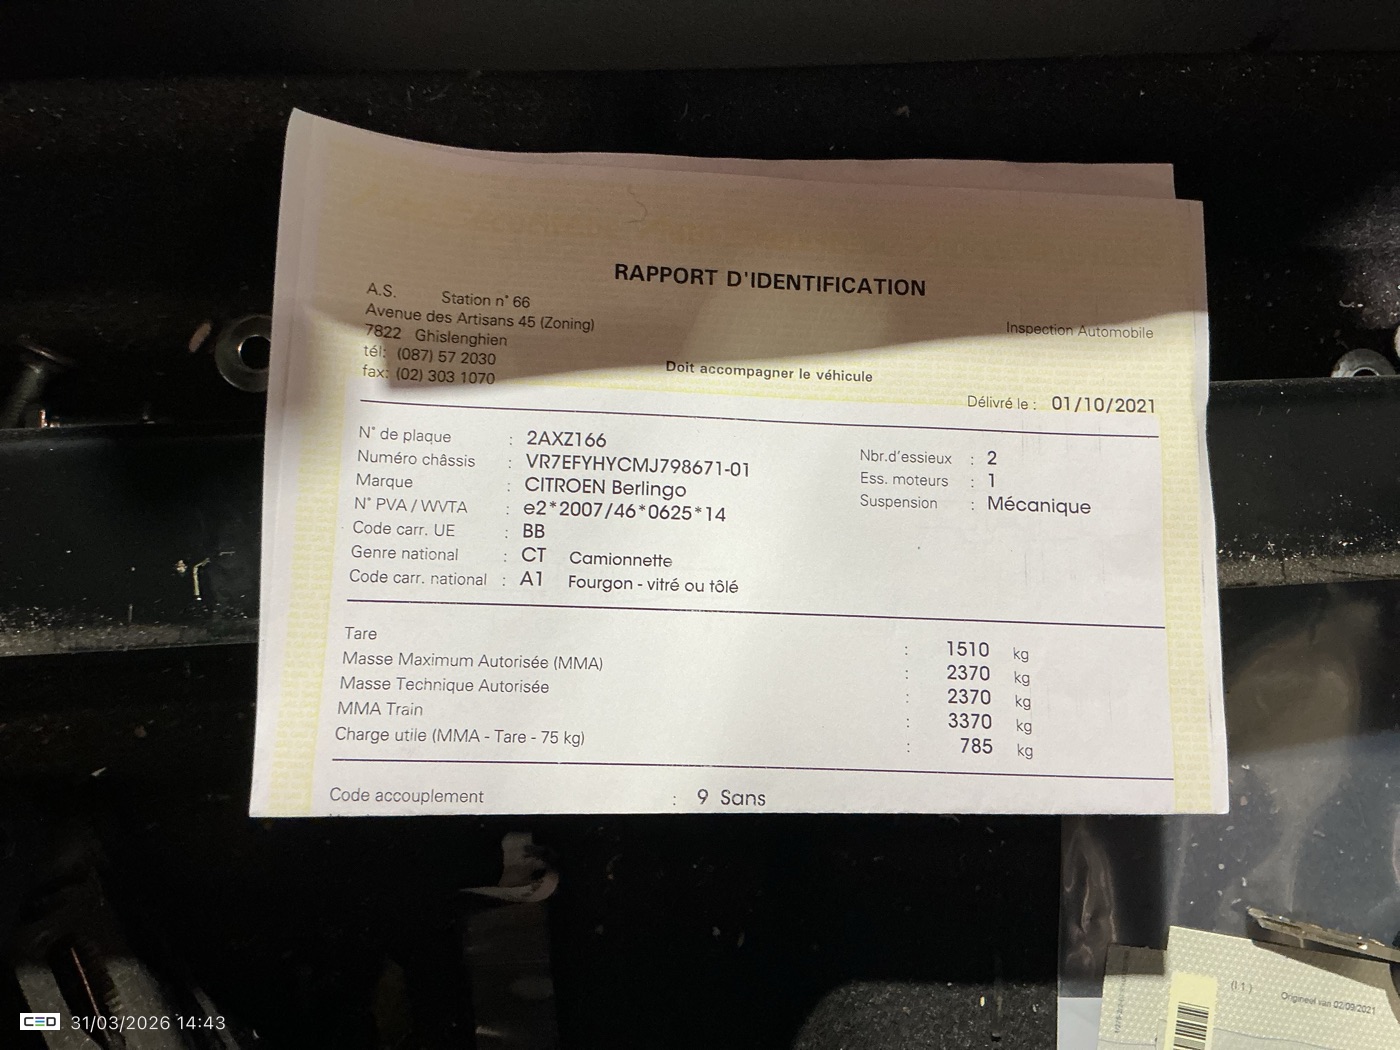 RAPPORT D'IDENTIFICATION
A.S. Station n° 66
Avenue des Artisans 45 (Zoning)
7822 Ghislenghien
tél: (087) 57 2030
fax: (02) 303 1070
Inspection Automobile
Doit accompagner le véhicule
Délivré le : 01/10/2021
N° de plaque : 2AXZ166
Numéro châssis : VR7EFYHYCMJ798671-01
Marque : CITROEN Berlingo
N° PVA / WVTA : e2*2007/46*0625*14
Code carr. UE : BB
Genre national : CT Camionnette
Code carr. national : A1 Fourgon - vitré ou tôlé
Nbr.d'essieux : 2
Ess. moteurs : 1
Suspension : Mécanique
Tare : 1510 kg
Masse Maximum Autorisée (MMA) : 2370 kg
Masse Technique Autorisée : 2370 kg
MMA Train : 3370 kg
Charge utile (MMA - Tare - 75 kg) : 785 kg
Code accouplement : 9 Sans
(I.1)
Origineel van 02/09/2021
CED 31/03/2026 14:43